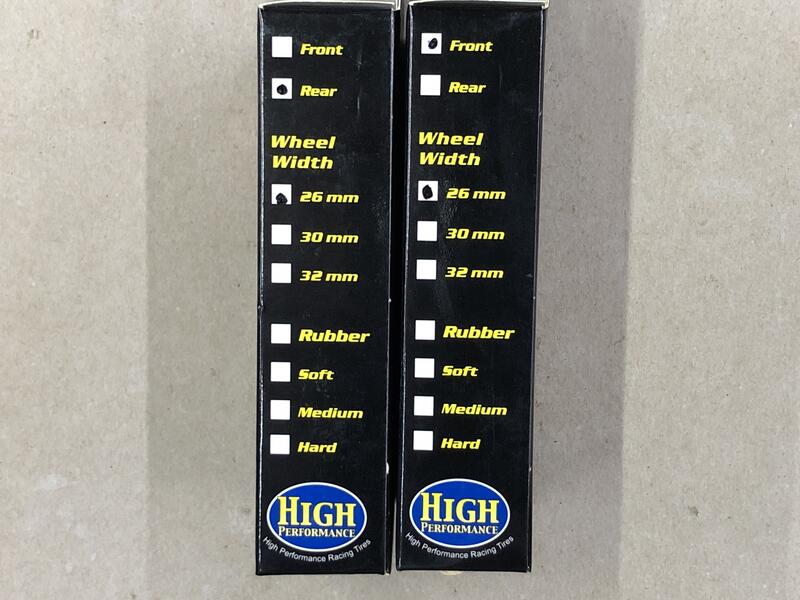 Front
Rear
Wheel
Width
26 mm
30 mm
32 mm
Rubber
Soft
Medium
Hard
HIGH
PERFORMANCE
High Performance Racing Tires
Front
Rear
Wheel
Width
26 mm
30 mm
32 mm
Rubber
Soft
Medium
Hard
HIGH
PERFORMANCE
High Performance Racing Tires